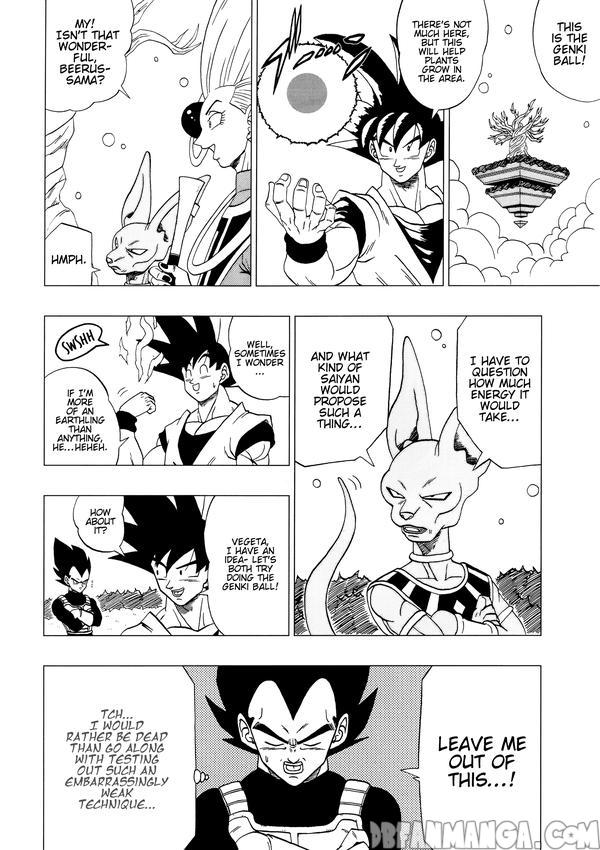 THIS IS THE
GENKI
BALL!
THERE'S NOT
MUCH HERE,
BUT THIS
WILL HELP
PLANTS
GROW IN
THE AREA.
MY!
ISN'T THAT
WONDER-
FUL,
BEERUS-
SAMA?
HMPH.
I HAVE TO
QUESTION
HOW MUCH
ENERGY IT
WOULD
TAKE...
AND WHAT
KIND OF
SAIYAN
WOULD
PROPOSE
SUCH A
THING...
WELL,
SOMETIMES
I WONDER
...
SWSHH
IF I'M
MORE
OF AN
EARTHLING
THAN
ANYTHING,
HE...HEHEH.
VEGETA,
I HAVE AN
IDEA- LET'S
BOTH TRY
DOING THE
GENKI BALL!
HOW
ABOUT IT?
LEAVE ME
OUT OF
THIS...!
TCH...
I WOULD
RATHER BE DEAD
THAN GO ALONG
WITH TESTING
OUT SUCH AN
EMBARRASSINGLY
WEAK
TECHNIQUE...
DBFANMANGA.COM